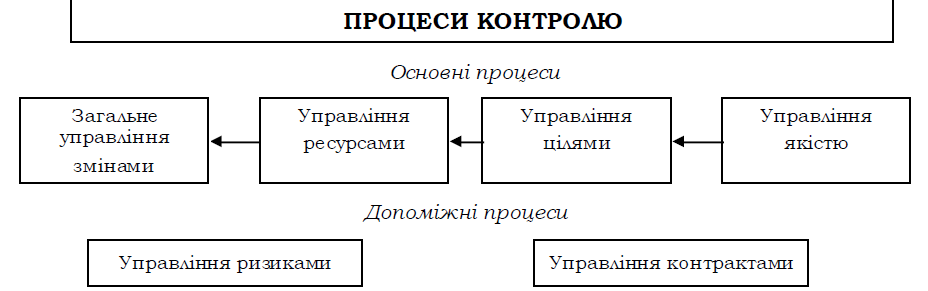 ПРОЦЕСИ КОНТРОЛЮ
Основні процеси
Загальне
управління
змінами
Управління
ресурсами
Управління
цілями
Управління
якістю
Допоміжні процеси
Управління ризиками
Управління контрактами